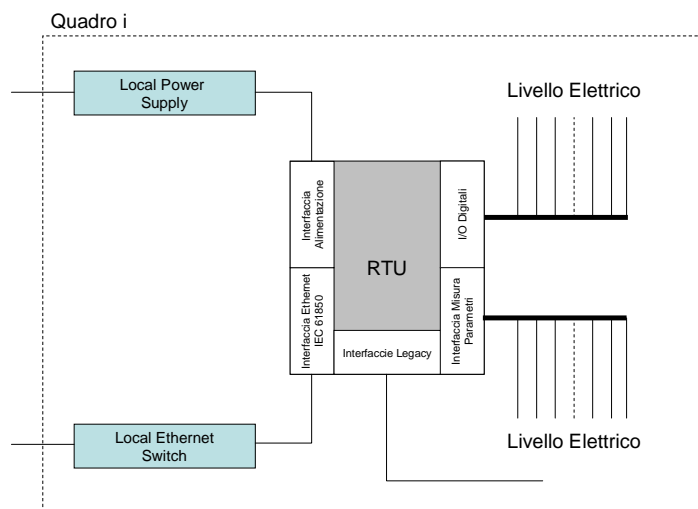 Quadro i
Local Power
Supply
Livello Elettrico
Interfaccia
Alimentazione
I/O Digitali
RTU
Interfaccia Ethernet
IEC 61850
Interfaccia Misura
Parametri
Interfaccie Legacy
Local Ethernet
Switch
Livello Elettrico